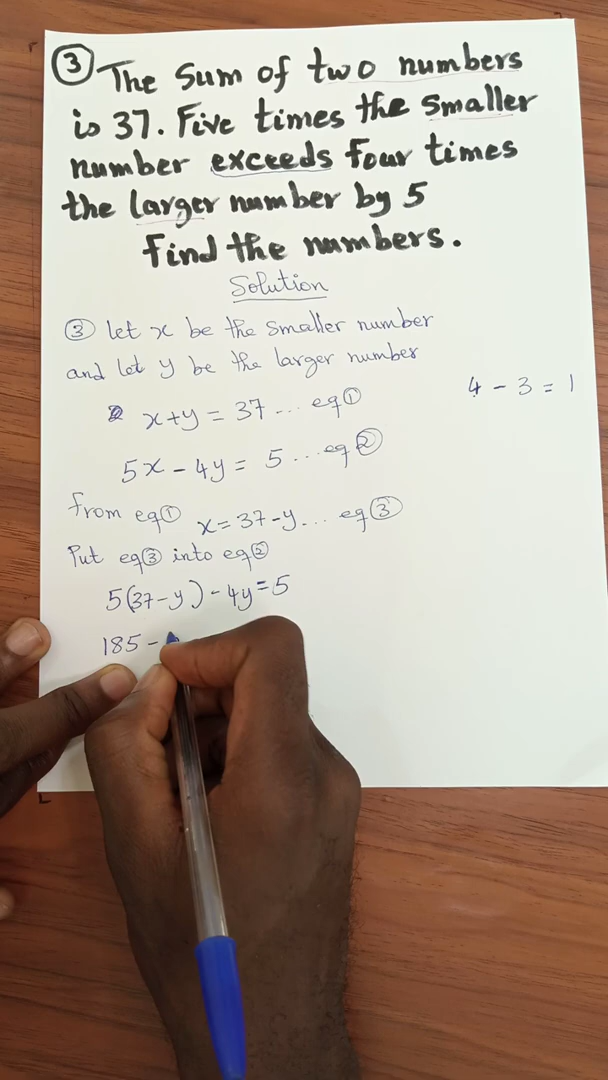 ③ The Sum of two numbers
is 37. Five times the smaller
number exceeds four times
the larger number by 5
find the numbers.
Solution
③ let x be the smaller number
and let y be the larger number
4 - 3 = 1
x+y = 37 ... eq①
5x - 4y = 5 ... eq②
from eq① x = 37-y ... eq③
Put eq③ into eq②
5(37-y) - 4y = 5
185 -